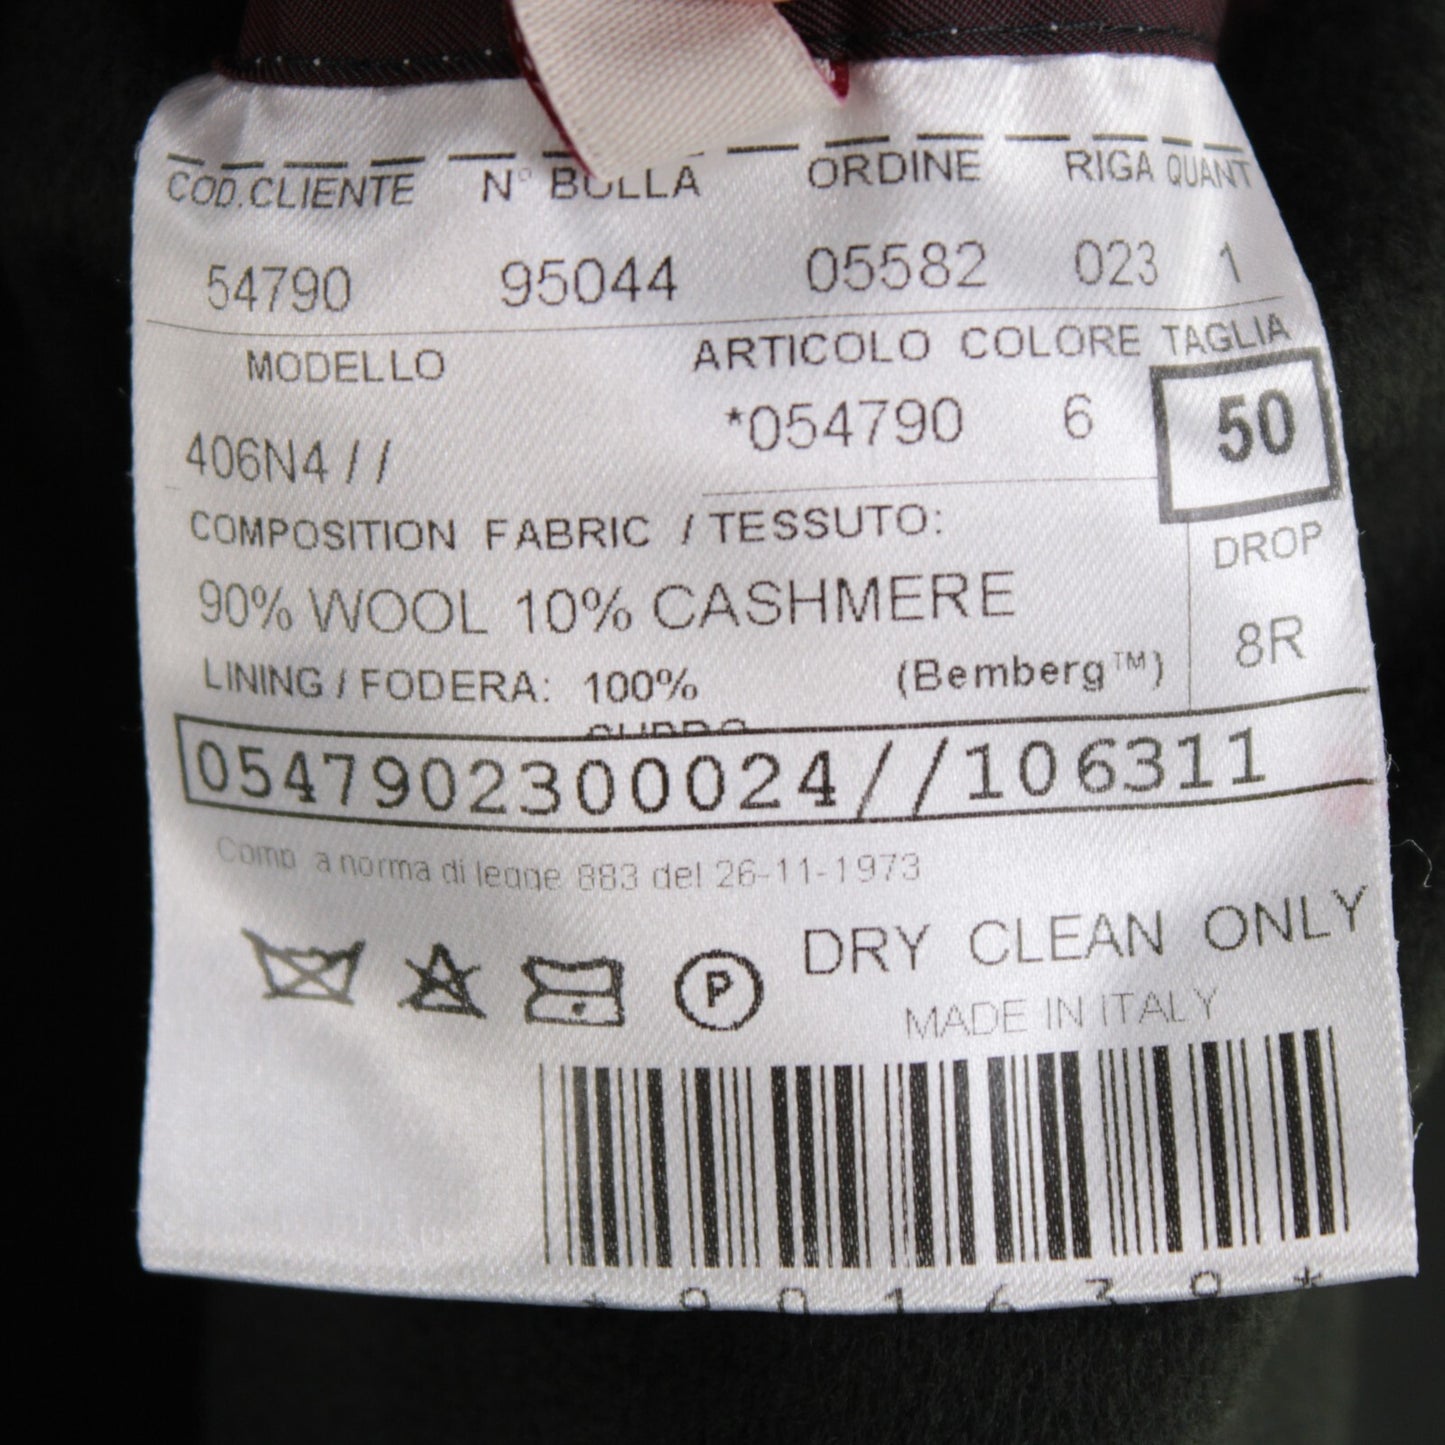 COD.CLIENTE N° BOLLA ORDINE RIGA QUANT
54790 95044 05582 023 1
MODELLO ARTICOLO COLORE TAGLIA
406N4// *054790 6 50
COMPOSITION FABRIC / TESSUTO: DROP
90% WOOL 10% CASHMERE 8R
LINING / FODERA: 100% (Bemberg™)
0547902300024//106311
Comp a norma di legge 883 del 26-11-1973
P DRY CLEAN ONLY
MADE IN ITALY